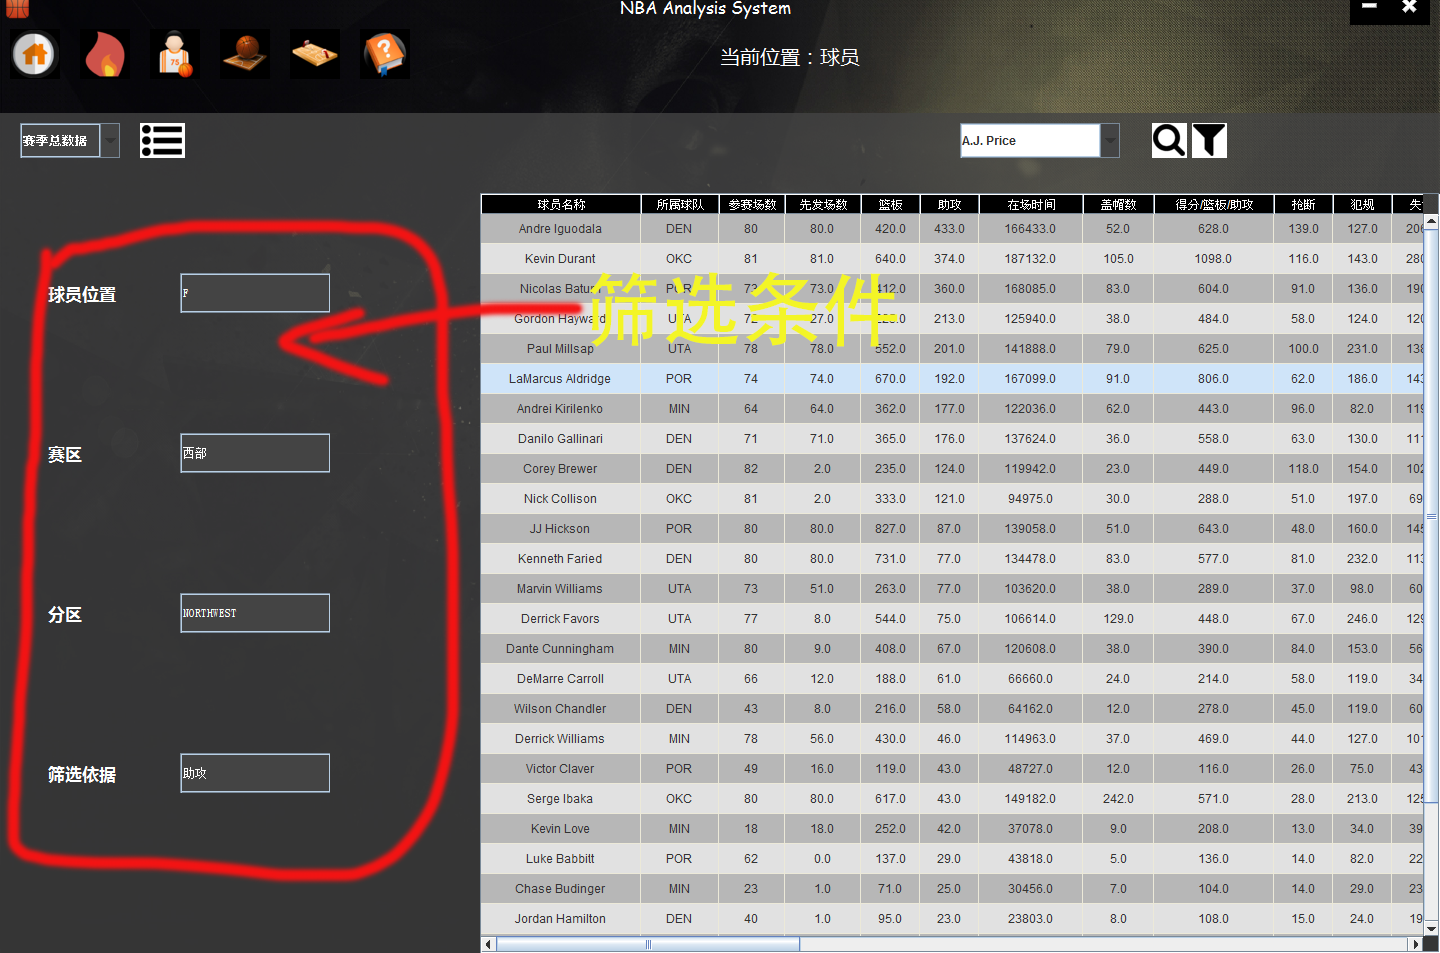 NBA Analysis System
当前位置：球员
赛季总数据
A.J. Price
球员位置 F
赛区 西部
分区 NORTHWEST
筛选依据 助攻
筛选条件
球员名称 所属球队 参赛场数 先发场数 篮板 助攻 在场时间 盖帽数 得分/篮板/助攻 抢断 犯规
Andre Iguodala DEN 80 80.0 420.0 433.0 166433.0 52.0 628.0 139.0 127.0 206
Kevin Durant OKC 81 81.0 640.0 374.0 187132.0 105.0 1098.0 116.0 143.0 280
Nicolas Batum POR 73 73.0 412.0 360.0 168085.0 83.0 604.0 91.0 136.0 190
Gordon Hayward UTA 72 27.0 213.0 125940.0 38.0 484.0 58.0 124.0 120
Paul Millsap UTA 78 78.0 552.0 201.0 141888.0 79.0 625.0 100.0 231.0 138
LaMarcus Aldridge POR 74 74.0 670.0 192.0 167099.0 91.0 806.0 62.0 186.0 143
Andrei Kirilenko MIN 64 64.0 362.0 177.0 122036.0 62.0 443.0 96.0 82.0 119
Danilo Gallinari DEN 71 71.0 365.0 176.0 137624.0 36.0 558.0 63.0 130.0 111
Corey Brewer DEN 82 2.0 235.0 124.0 119942.0 23.0 449.0 118.0 154.0 102
Nick Collison OKC 81 2.0 333.0 121.0 94975.0 30.0 288.0 51.0 197.0 69
JJ Hickson POR 80 80.0 827.0 87.0 139058.0 51.0 643.0 48.0 160.0 145
Kenneth Faried DEN 80 80.0 731.0 77.0 134478.0 83.0 577.0 81.0 232.0 113
Marvin Williams UTA 73 51.0 263.0 77.0 103620.0 38.0 289.0 37.0 98.0 60
Derrick Favors UTA 77 8.0 544.0 75.0 106614.0 129.0 448.0 67.0 246.0 129
Dante Cunningham MIN 80 9.0 408.0 67.0 120608.0 38.0 390.0 84.0 153.0 56
DeMarre Carroll UTA 66 12.0 188.0 61.0 66660.0 24.0 214.0 58.0 119.0 34
Wilson Chandler DEN 43 8.0 216.0 58.0 64162.0 12.0 278.0 45.0 119.0 60
Derrick Williams MIN 78 56.0 430.0 46.0 114963.0 37.0 469.0 44.0 127.0 101
Victor Claver POR 49 16.0 119.0 43.0 48727.0 12.0 116.0 26.0 75.0 43
Serge Ibaka OKC 80 80.0 617.0 43.0 149182.0 242.0 571.0 28.0 213.0 125
Kevin Love MIN 18 18.0 252.0 42.0 37078.0 9.0 208.0 13.0 34.0 39
Luke Babbitt POR 62 0.0 137.0 29.0 43818.0 5.0 136.0 14.0 82.0 22
Chase Budinger MIN 23 1.0 71.0 25.0 30456.0 7.0 104.0 14.0 29.0 23
Jordan Hamilton DEN 40 1.0 95.0 23.0 23803.0 8.0 108.0 15.0 24.0 19